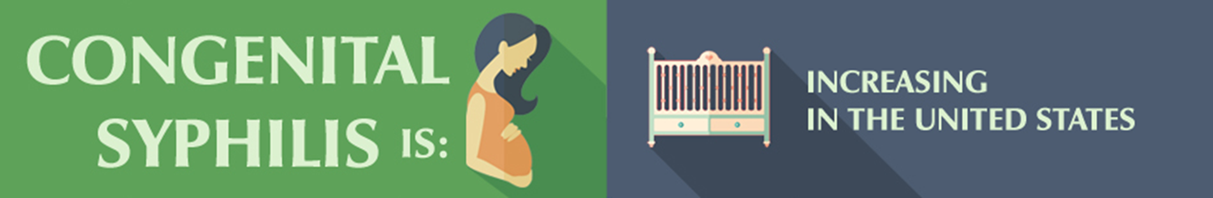 CONGENITAL
SYPHILIS IS:
INCREASING
IN THE UNITED STATES